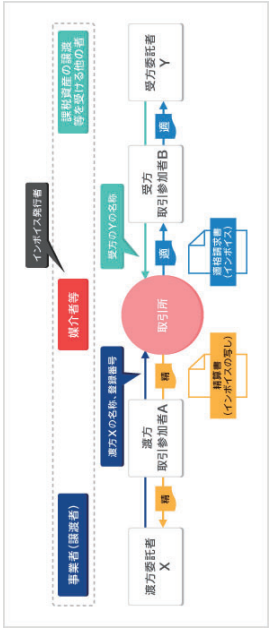 事業者(譲渡者)
媒介者等
課税資産の譲渡
等を受ける他の者
インボイス発行者
渡方Xの名称、登録番号
受方のYの名称
渡方委託者
X
精
渡方
取引参加者A
精
取引所
適
受方
取引参加者B
適
受方委託者
Y
精算書
(インボイスの写し)
適格請求書
(インボイス)